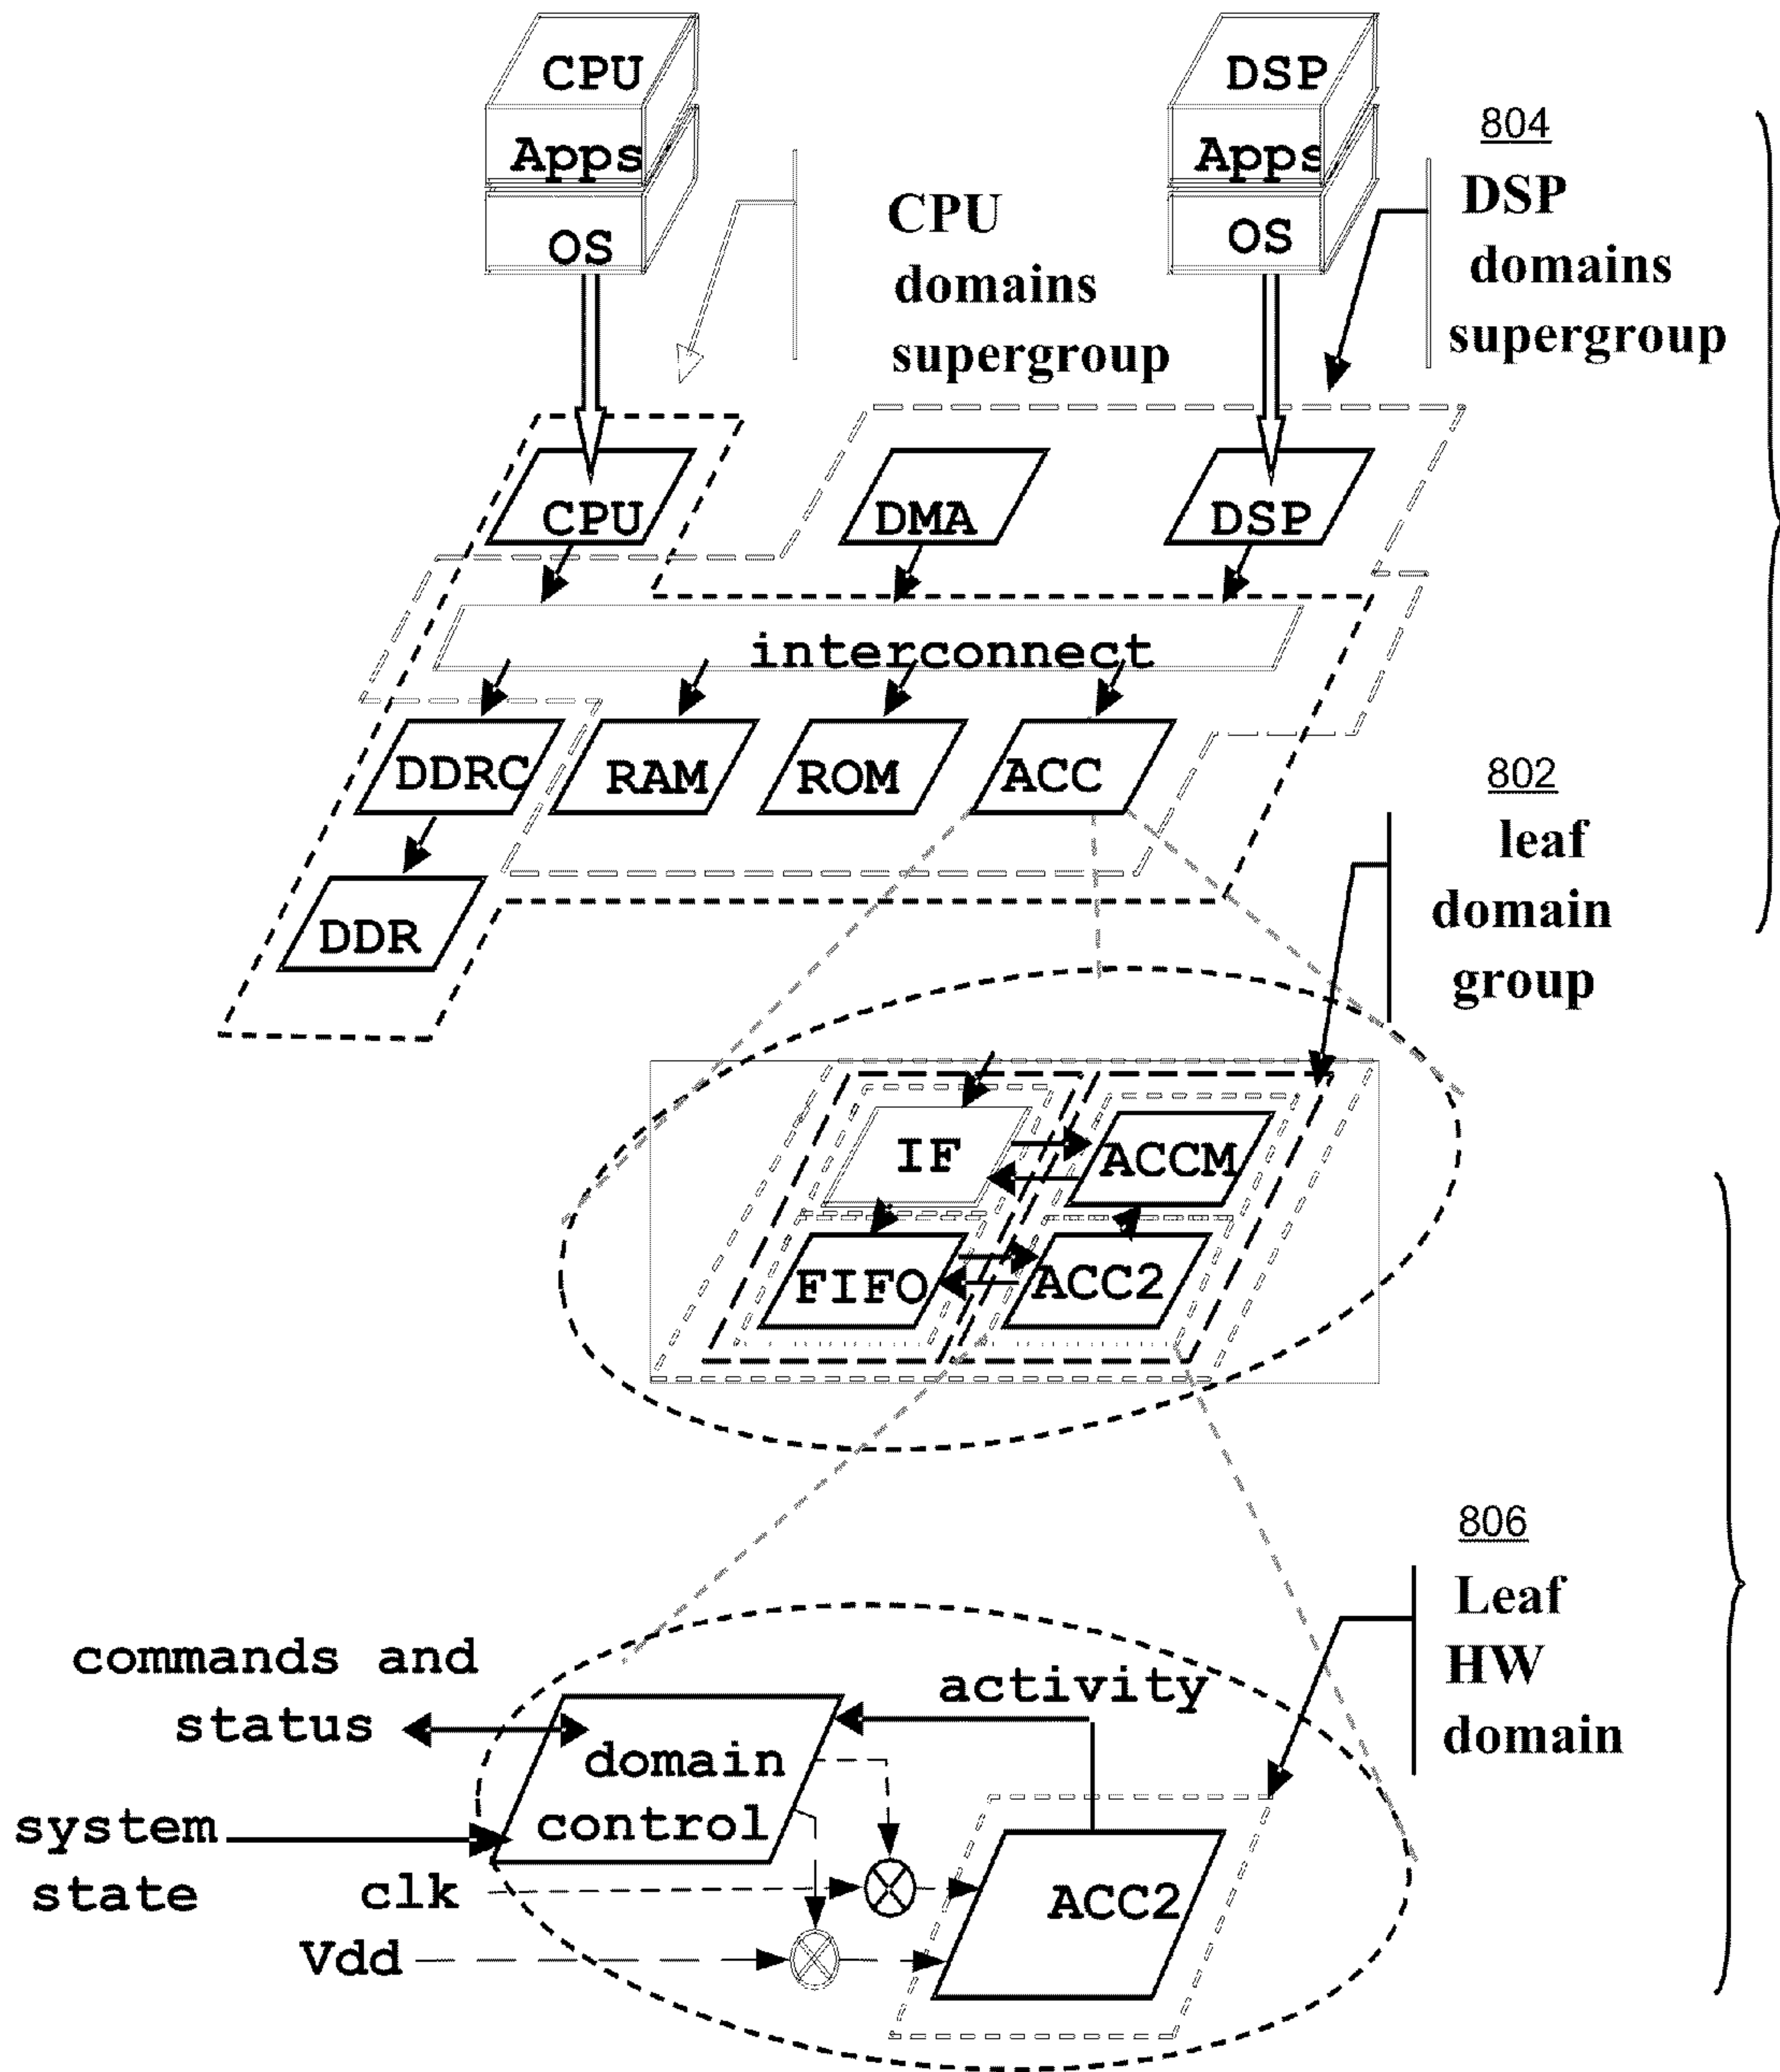 CPU
Apps
OS
DSP
Apps
OS
CPU
domains
supergroup
804
DSP
domains
supergroup
CPU
DMA
DSP
interconnect
DDRC
RAM
ROM
ACC
DDR
802
leaf
domain
group
IF
ACCM
FIFO
ACC2
806
Leaf
HW
domain
commands and
status
activity
domain
control
system
state
clk
Vdd
ACC2